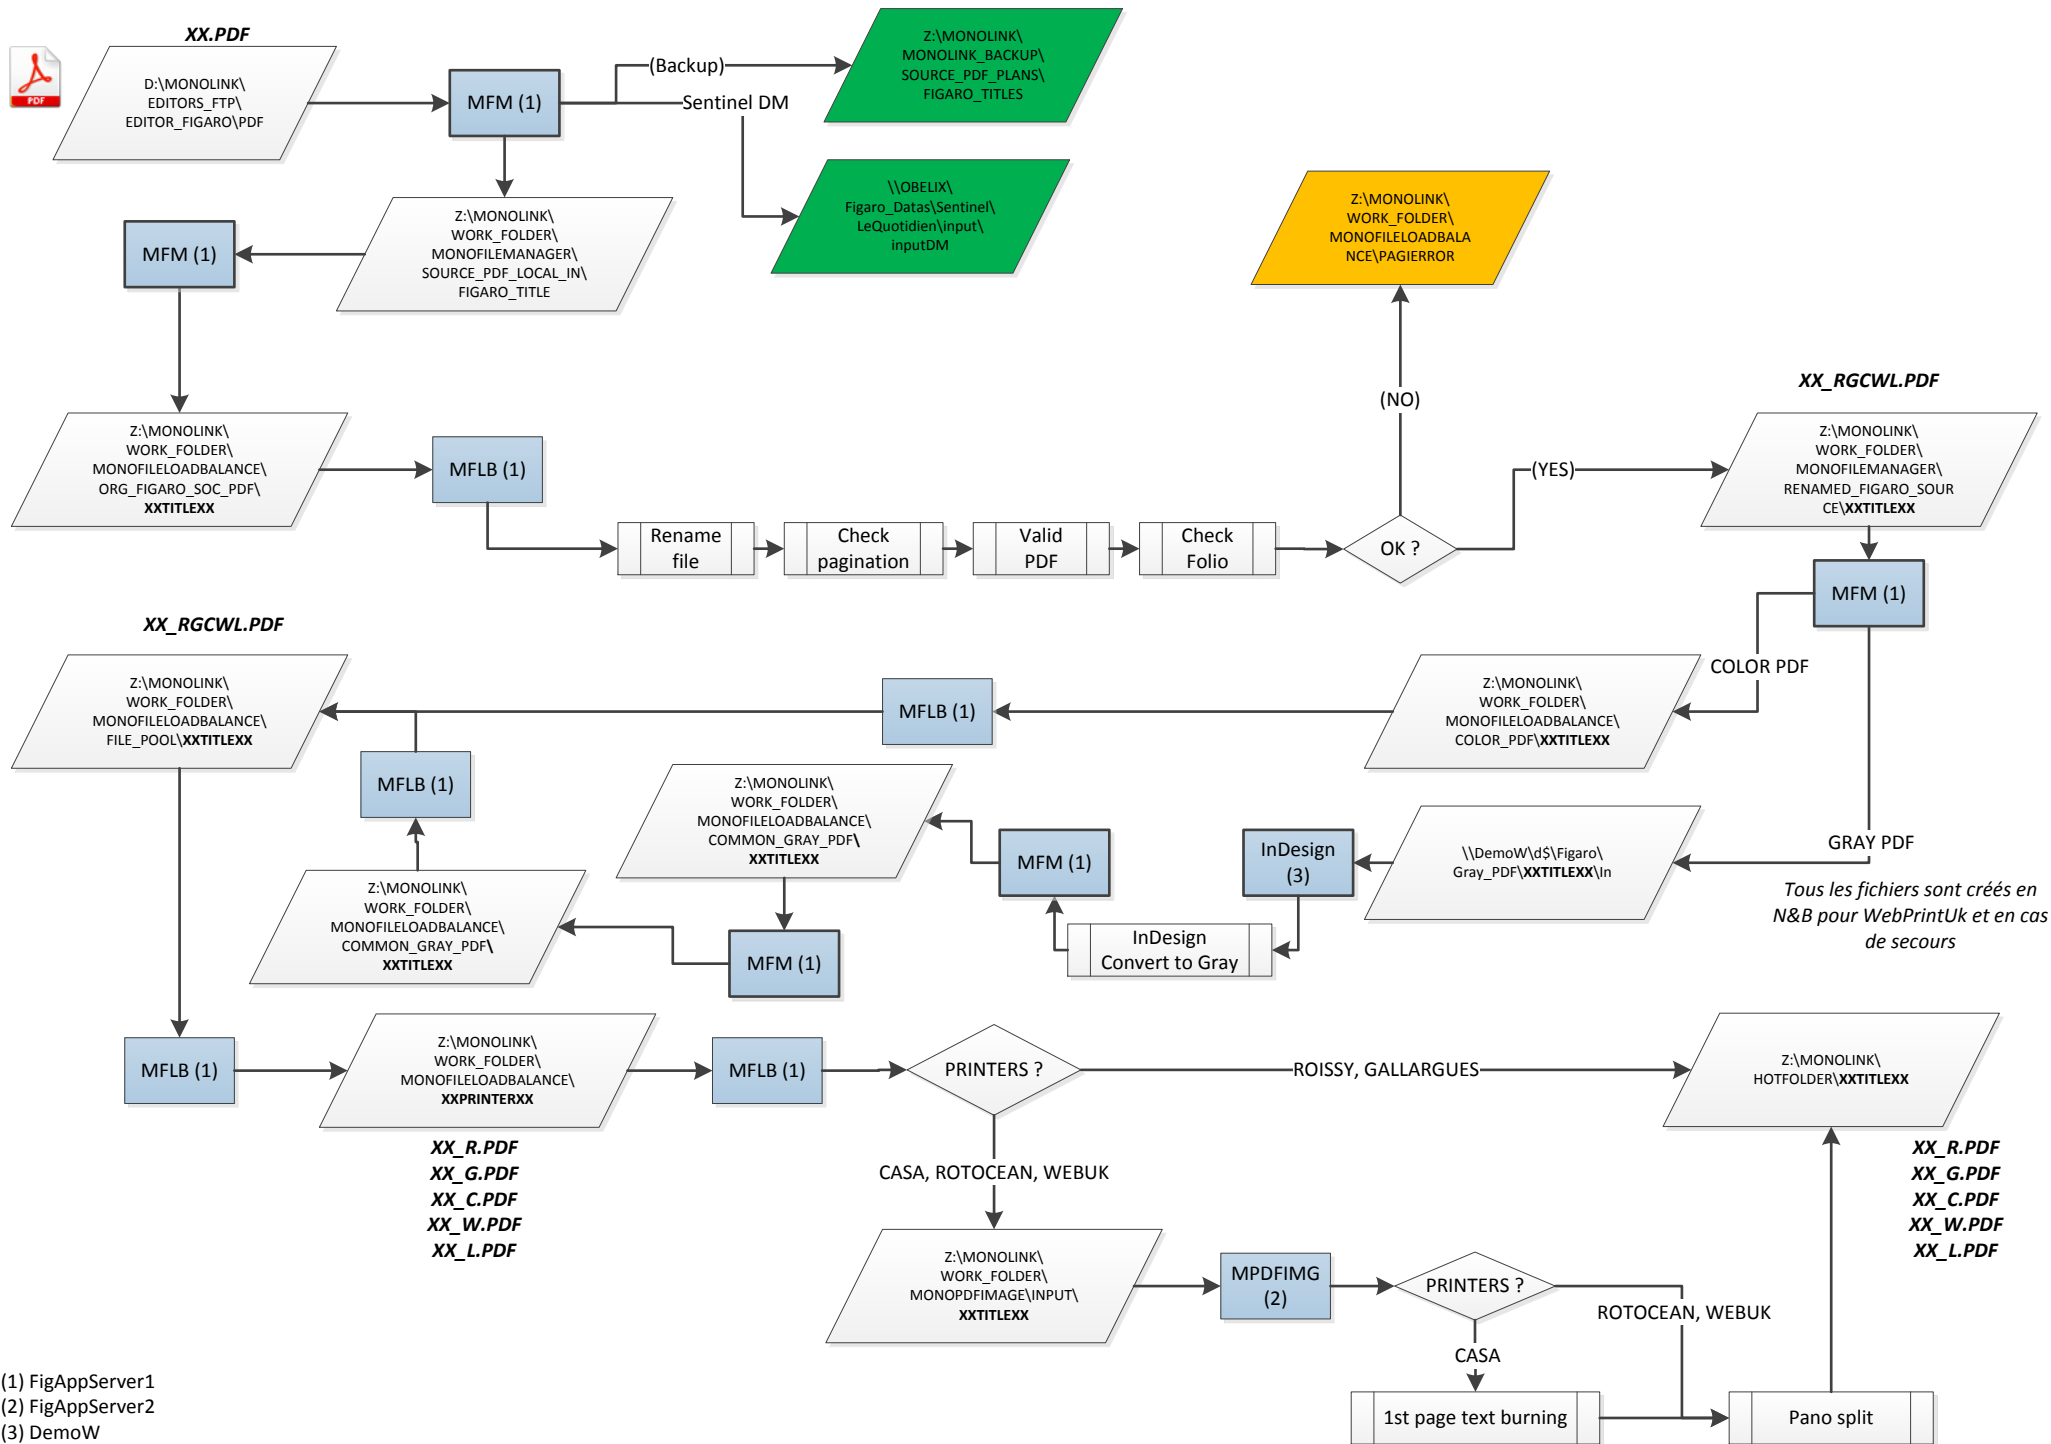 XX.PDF
PDF
D:\MONOLINK\
EDITORS_FTP\
EDITOR_FIGARO\PDF
MFM (1)
(Backup)
Sentinel DM
Z:\MONOLINK\
MONOLINK_BACKUP\
SOURCE_PDF_PLANS\
FIGARO_TITLES
\\OBELIX\
Figaro_Datas\Sentinel\
LeQuotidien\input\
inputDM
Z:\MONOLINK\
WORK_FOLDER\
MONOFILEMANAGER\
SOURCE_PDF_LOCAL_IN\
FIGARO_TITLE
MFM (1)
Z:\MONOLINK\
WORK_FOLDER\
MONOFILELOADBALA
NCE\PAGIERROR
(NO)
Z:\MONOLINK\
WORK_FOLDER\
MONOFILELOADBALANCE\
ORG_FIGARO_SOC_PDF\
XXTITLEXX
MFLB (1)
Rename
file
Check
pagination
Valid
PDF
Check
Folio
OK ?
(YES)
XX_RGCWL.PDF
Z:\MONOLINK\
WORK_FOLDER\
MONOFILEMANAGER\
RENAMED_FIGARO_SOUR
CE\XXTITLEXX
MFM (1)
COLOR PDF
GRAY PDF
XX_RGCWL.PDF
Z:\MONOLINK\
WORK_FOLDER\
MONOFILELOADBALANCE\
FILE_POOL\XXTITLEXX
MFLB (1)
Z:\MONOLINK\
WORK_FOLDER\
MONOFILELOADBALANCE\
COLOR_PDF\XXTITLEXX
MFLB (1)
Z:\MONOLINK\
WORK_FOLDER\
MONOFILELOADBALANCE\
COMMON_GRAY_PDF\
XXTITLEXX
MFM (1)
InDesign
(3)
\\DemoW\d$\Figaro\
Gray_PDF\XXTITLEXX\In
Tous les fichiers sont créés en
N&B pour WebPrintUk et en cas
de secours
Z:\MONOLINK\
WORK_FOLDER\
MONOFILELOADBALANCE\
COMMON_GRAY_PDF\
XXTITLEXX
MFM (1)
InDesign
Convert to Gray
MFLB (1)
Z:\MONOLINK\
WORK_FOLDER\
MONOFILELOADBALANCE\
XXPRINTERXX
MFLB (1)
PRINTERS ?
ROISSY, GALLARGUES
Z:\MONOLINK\
HOTFOLDER\XXTITLEXX
XX_R.PDF
XX_G.PDF
XX_C.PDF
XX_W.PDF
XX_L.PDF
CASA, ROTOCEAN, WEBUK
XX_R.PDF
XX_G.PDF
XX_C.PDF
XX_W.PDF
XX_L.PDF
Z:\MONOLINK\
WORK_FOLDER\
MONOPDFIMAGE\INPUT\
XXTITLEXX
MPDFIMG
(2)
PRINTERS ?
ROTOCEAN, WEBUK
CASA
1st page text burning
Pano split
(1) FigAppServer1
(2) FigAppServer2
(3) DemoW